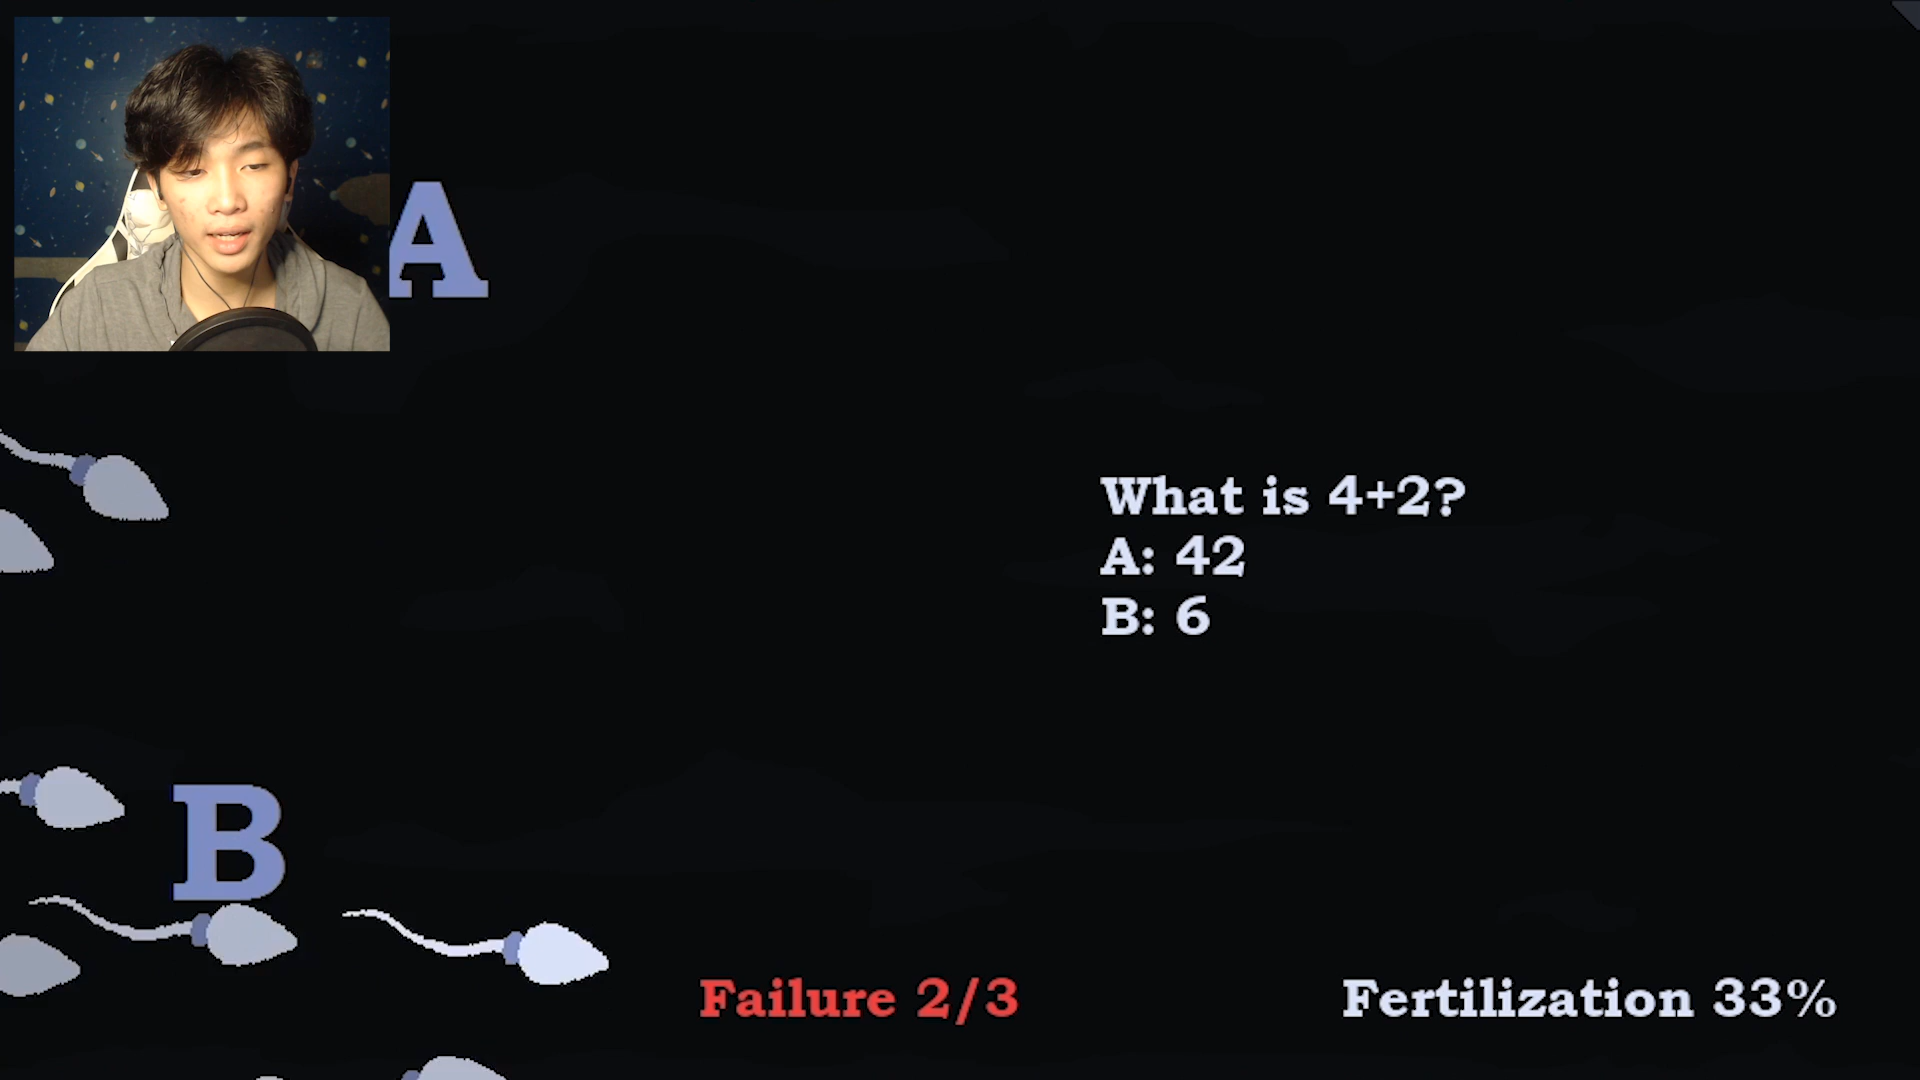 A
What is 4+2?
A: 42
B: 6
B
Failure 2/3
Fertilization 33%